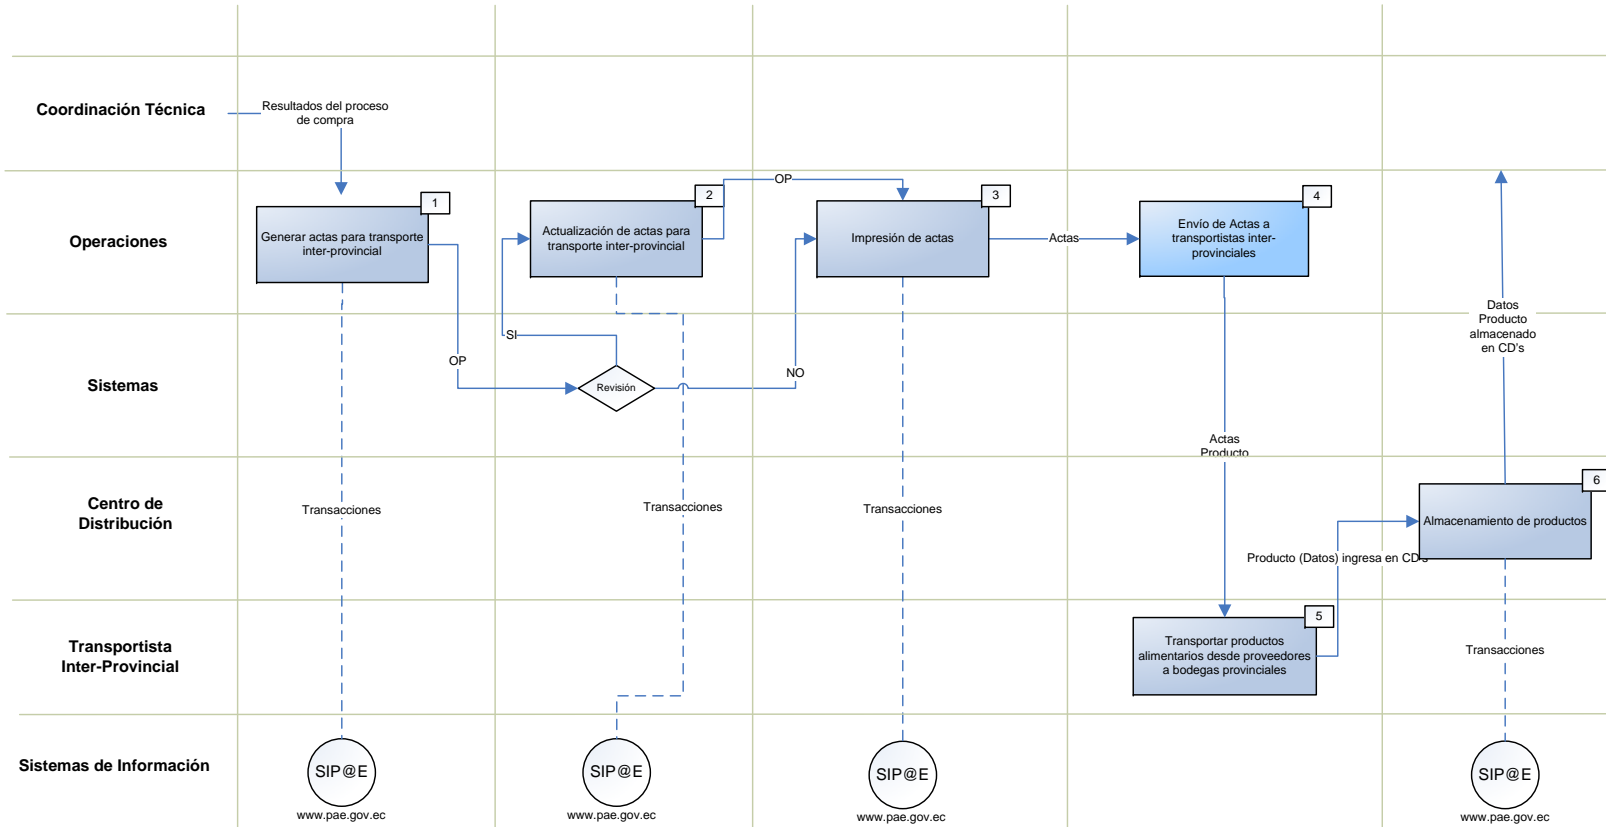 Coordinación Técnica
Resultados del proceso
de compra
Operaciones
1
Generar actas para transporte
inter-provincial
2
Actualización de actas para
transporte inter-provincial
OP
3
Impresión de actas
Actas
4
Envío de Actas a
transportistas inter-
provinciales
Datos
Producto
almacenado
en CD's
Sistemas
OP
SI
Revisión
NO
Actas
Producto
Centro de
Distribución
Transacciones
Transacciones
Transacciones
6
Almacenamiento de productos
Producto (Datos) ingresa en CD's
Transportista
Inter-Provincial
5
Transportar productos
alimentarios desde proveedores
a bodegas provinciales
Transacciones
Sistemas de Información
SIP@E
www.pae.gov.ec
SIP@E
www.pae.gov.ec
SIP@E
www.pae.gov.ec
SIP@E
www.pae.gov.ec